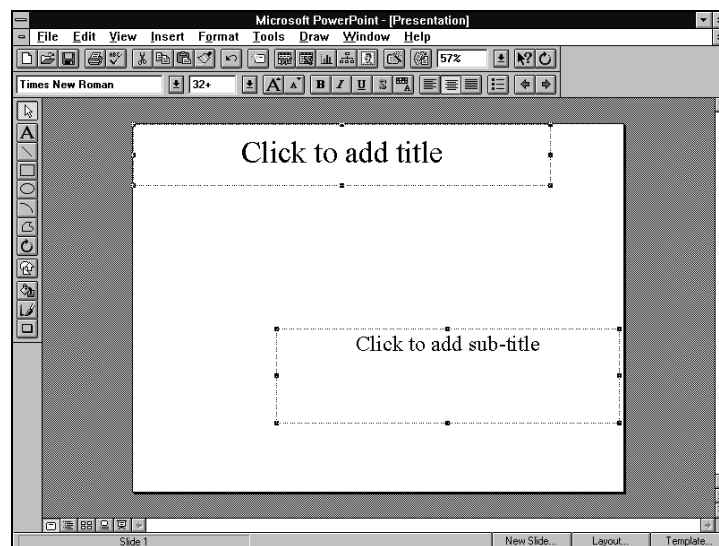 Microsoft PowerPoint - [Presentation]
File Edit View Insert Format Tools Draw Window Help
57%
Times New Roman 32+ A A B I U S A
A
Click to add title
Click to add sub-title
Slide 1 New Slide... Layout... Template...